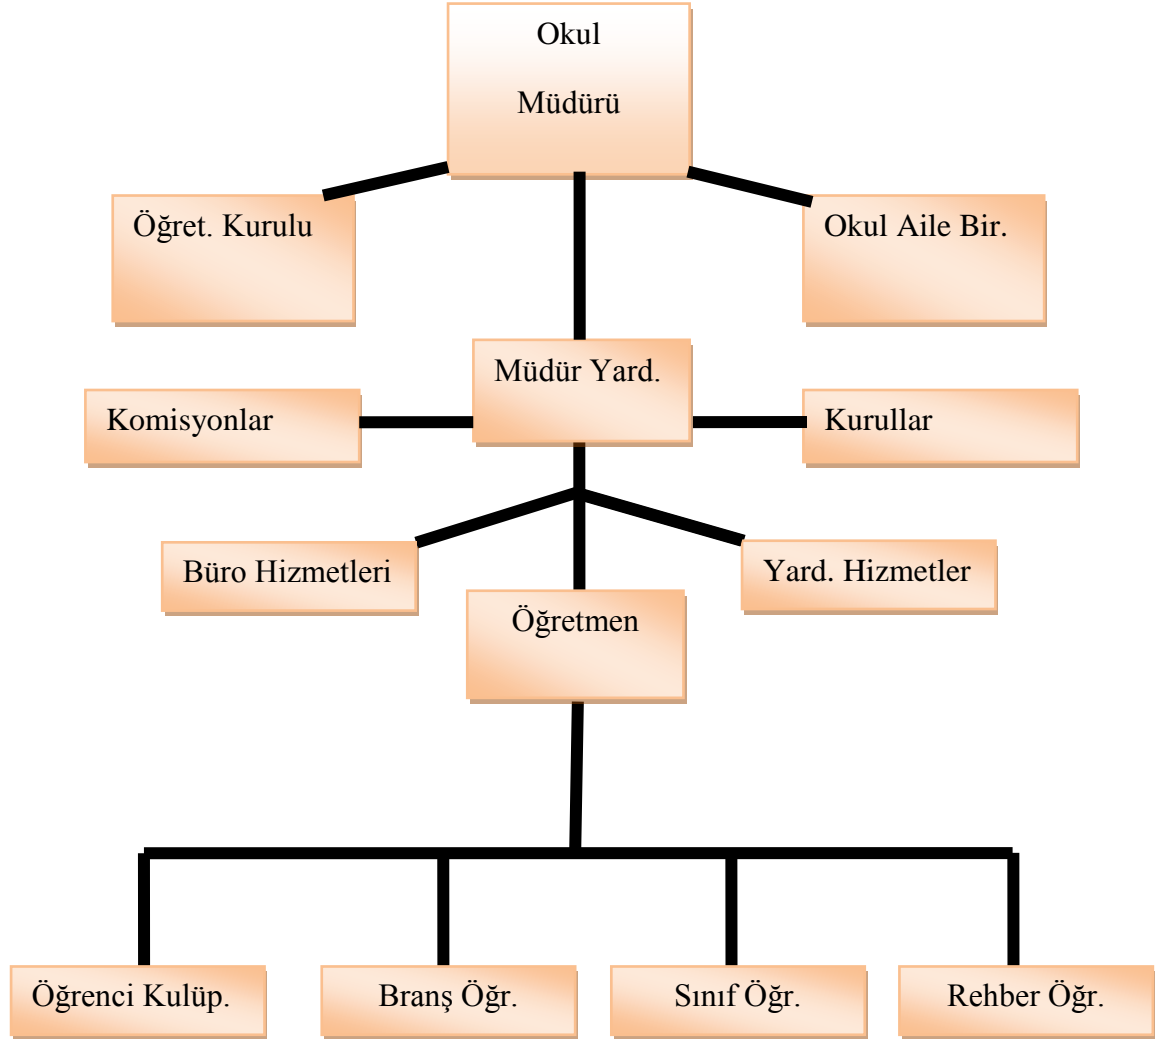 Okul
Müdürü
Öğret. Kurulu
Okul Aile Bir.
Müdür Yard.
Komisyonlar
Kurullar
Büro Hizmetleri
Yard. Hizmetler
Öğretmen
Öğrenci Kulüp.
Branş Öğr.
Sınıf Öğr.
Rehber Öğr.